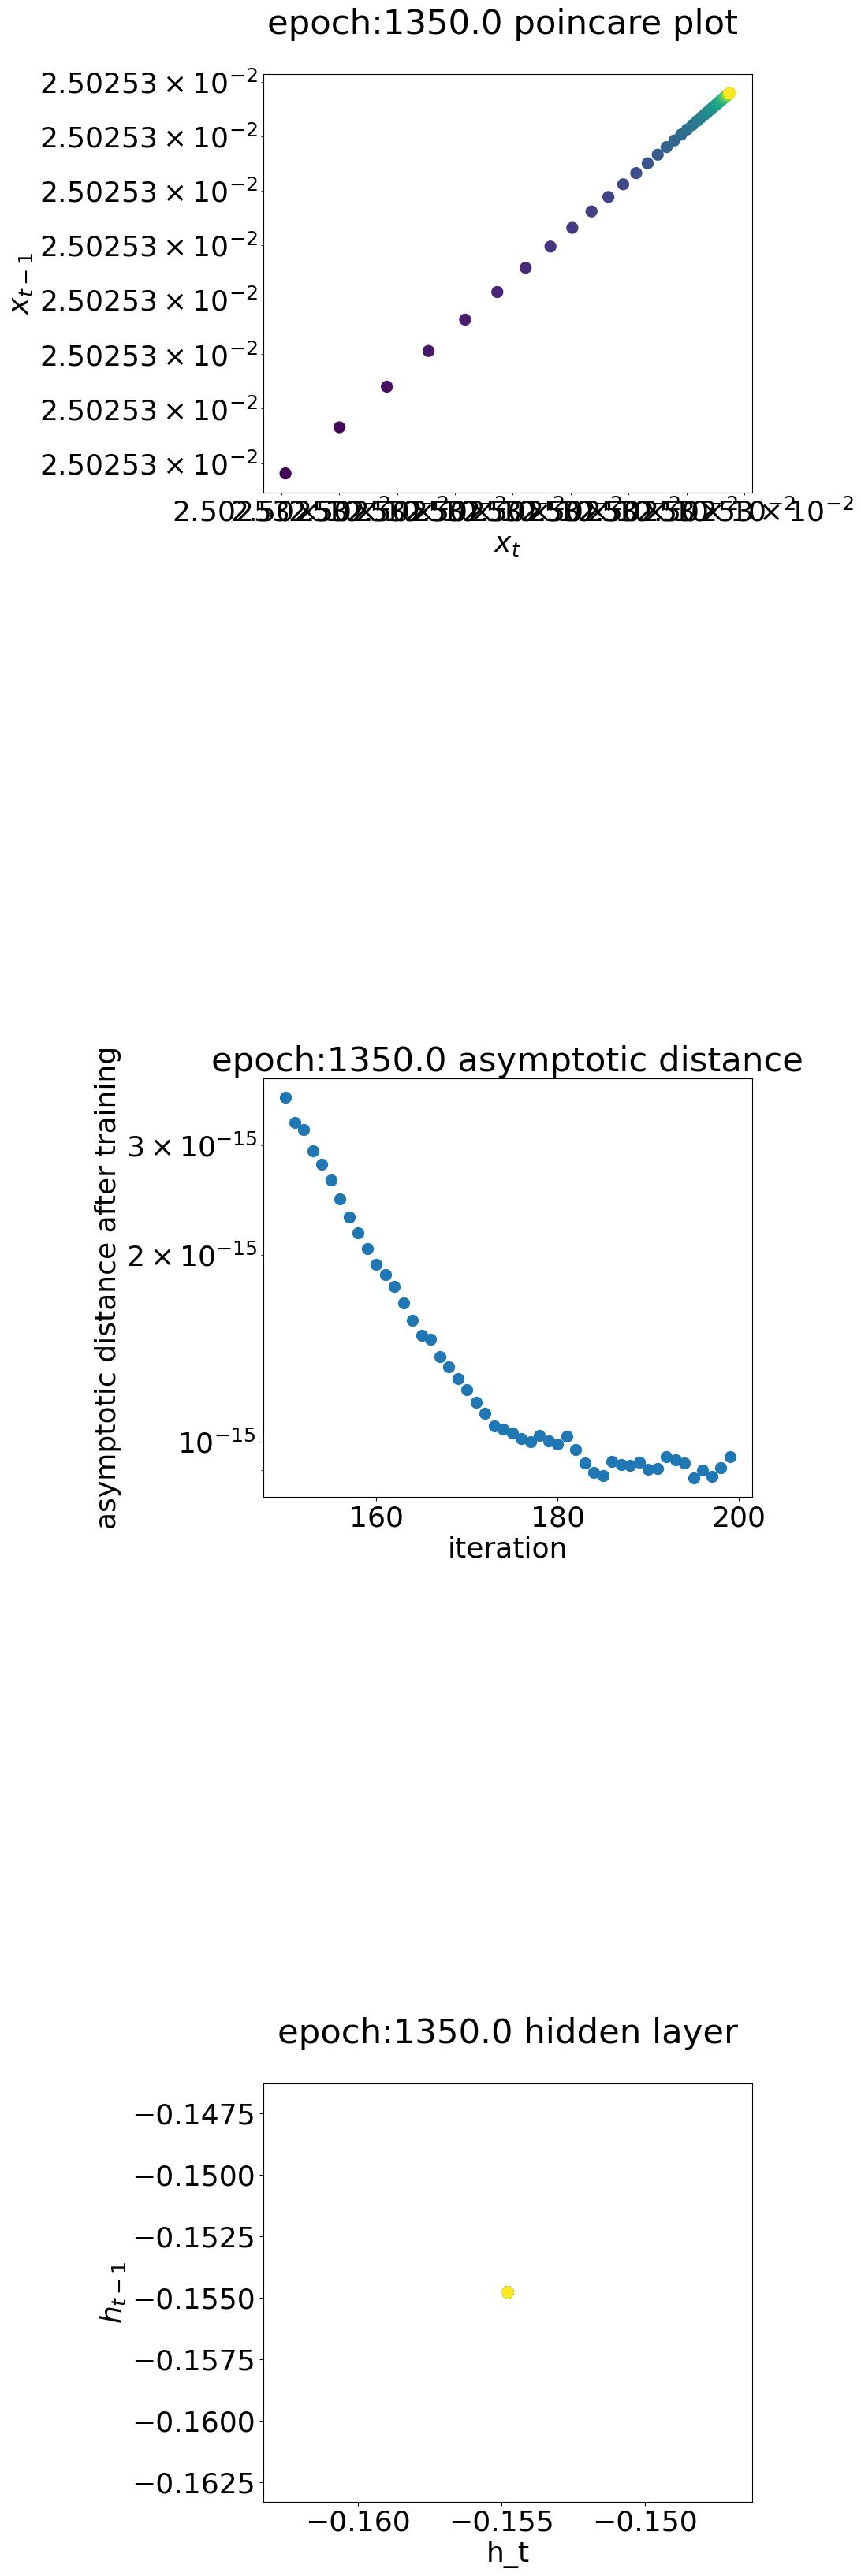 epoch:1350.0 poincare plot
2.50253 × 10⁻²
2.50253 × 10⁻²
2.50253 × 10⁻²
2.50253 × 10⁻²
2.50253 × 10⁻²
2.50253 × 10⁻²
2.50253 × 10⁻²
2.50253 × 10⁻²
x_{t−1}
x_t
epoch:1350.0 asymptotic distance
asymptotic distance after training
3 × 10⁻¹⁵
2 × 10⁻¹⁵
10⁻¹⁵
160 180 200
iteration
epoch:1350.0 hidden layer
−0.1475
−0.1500
−0.1525
−0.1550
−0.1575
−0.1600
−0.1625
h_{t−1}
−0.160 −0.155 −0.150
h_t